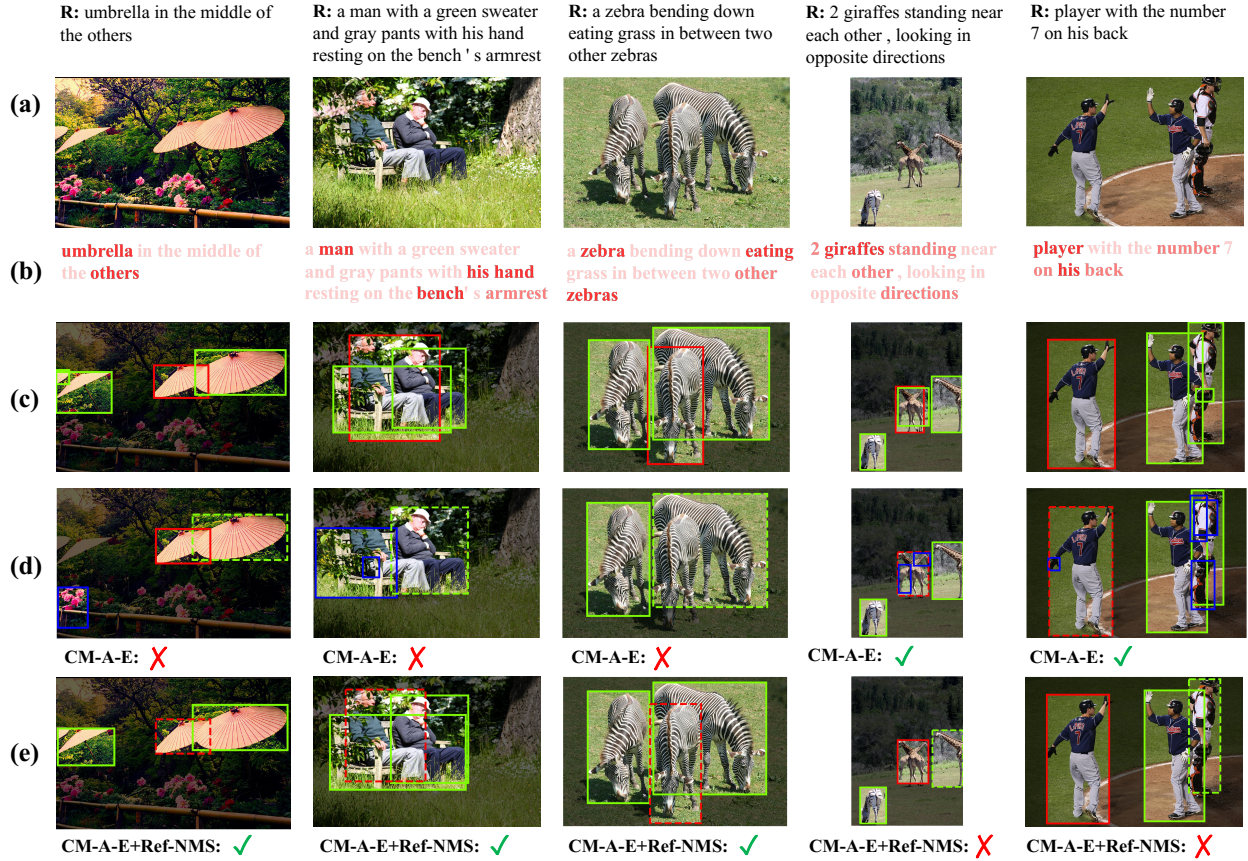 R: umbrella in the middle of
the others
R: a man with a green sweater
and gray pants with his hand
resting on the bench ' s armrest
R: a zebra bending down
eating grass in between two
other zebras
R: 2 giraffes standing near
each other , looking in
opposite directions
R: player with the number
7 on his back
(a)
7
(b)
umbrella in the middle of
the others
a man with a green sweater
and gray pants with his hand
resting on the bench's armrest
a zebra bending down eating
grass in between two other
zebras
2 giraffes standing near
each other , looking in
opposite directions
player with the number 7
on his back
(c)
7
(d)
7
CM-A-E: ✗
CM-A-E: ✗
CM-A-E: ✗
CM-A-E: ✓
CM-A-E: ✓
(e)
7
CM-A-E+Ref-NMS: ✓
CM-A-E+Ref-NMS: ✓
CM-A-E+Ref-NMS: ✓
CM-A-E+Ref-NMS: ✗
CM-A-E+Ref-NMS: ✗